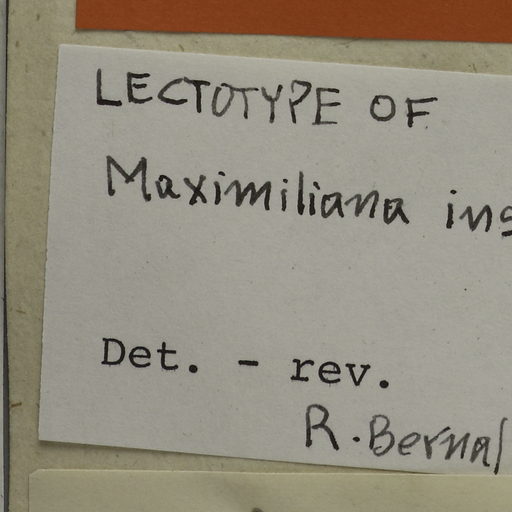 LECTOTYPE OF
Maximiliana
Det. - rev.
R. Bernal